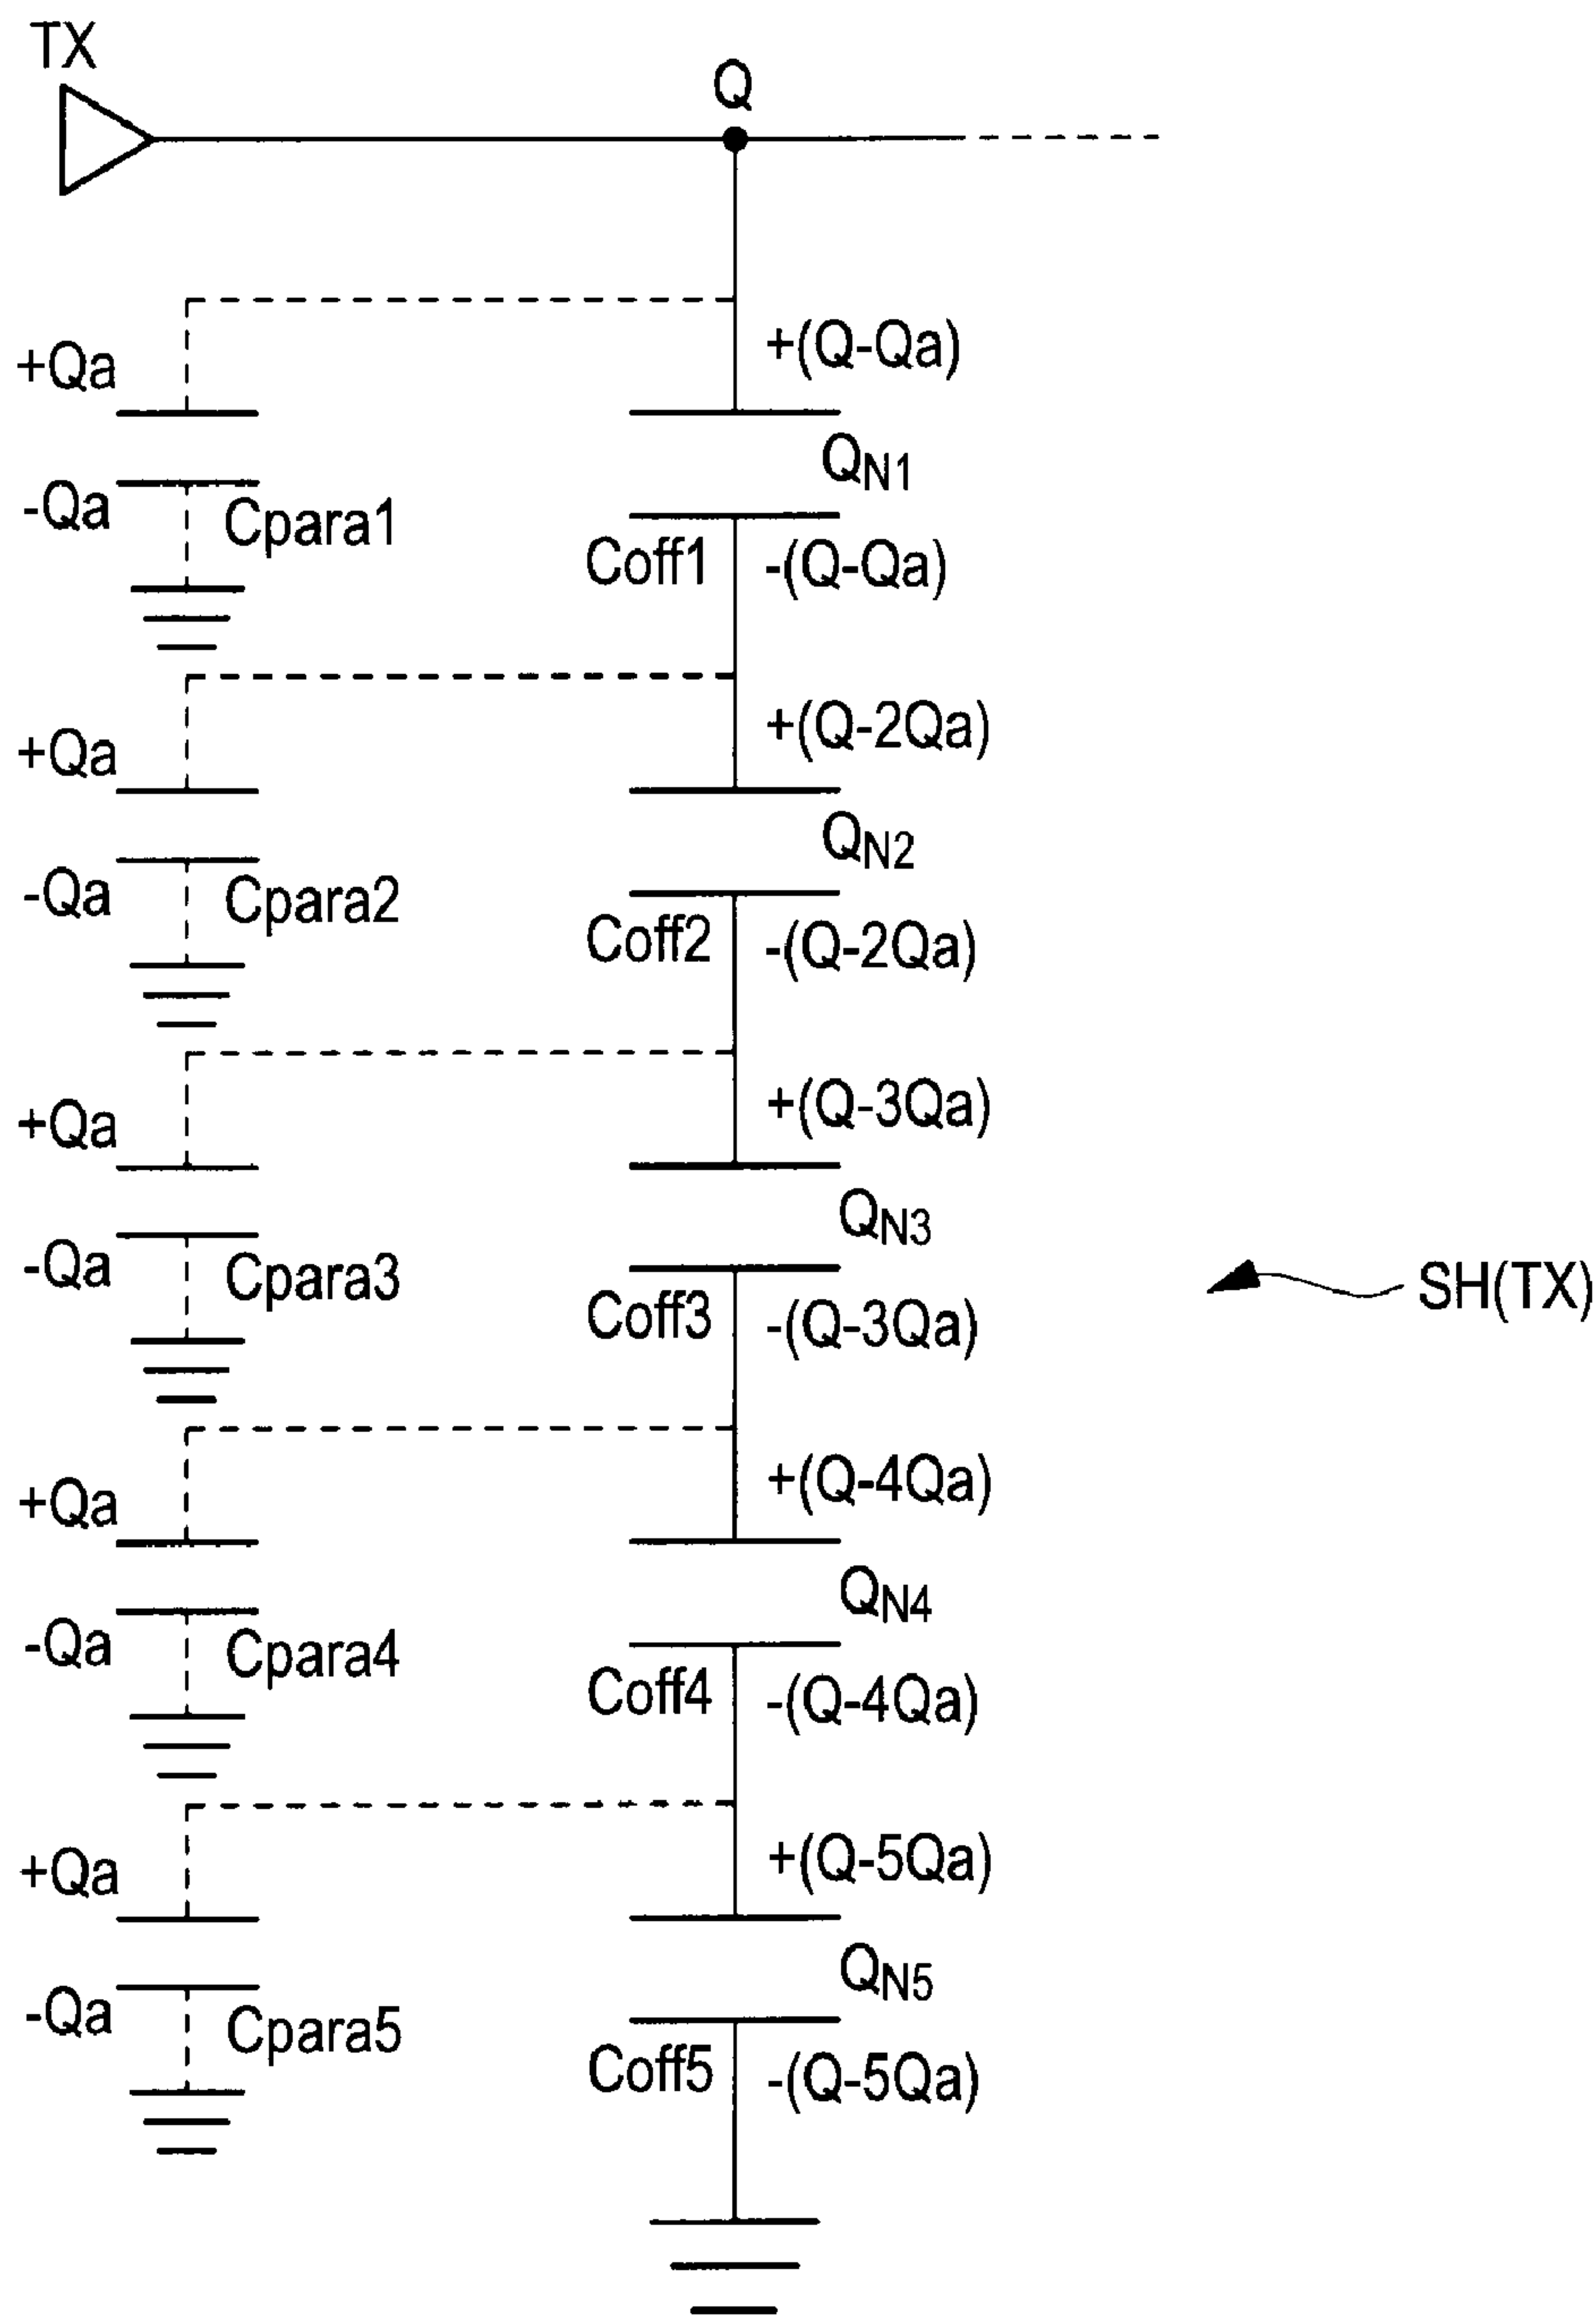 TX
Q
+Qa
+(Q-Qa)
QN1
-Qa
Cpara1
Coff1
-(Q-Qa)
+Qa
+(Q-2Qa)
QN2
-Qa
Cpara2
Coff2
-(Q-2Qa)
+Qa
+(Q-3Qa)
QN3
-Qa
Cpara3
Coff3
-(Q-3Qa)
SH(TX)
+Qa
+(Q-4Qa)
QN4
-Qa
Cpara4
Coff4
-(Q-4Qa)
+Qa
+(Q-5Qa)
QN5
-Qa
Cpara5
Coff5
-(Q-5Qa)